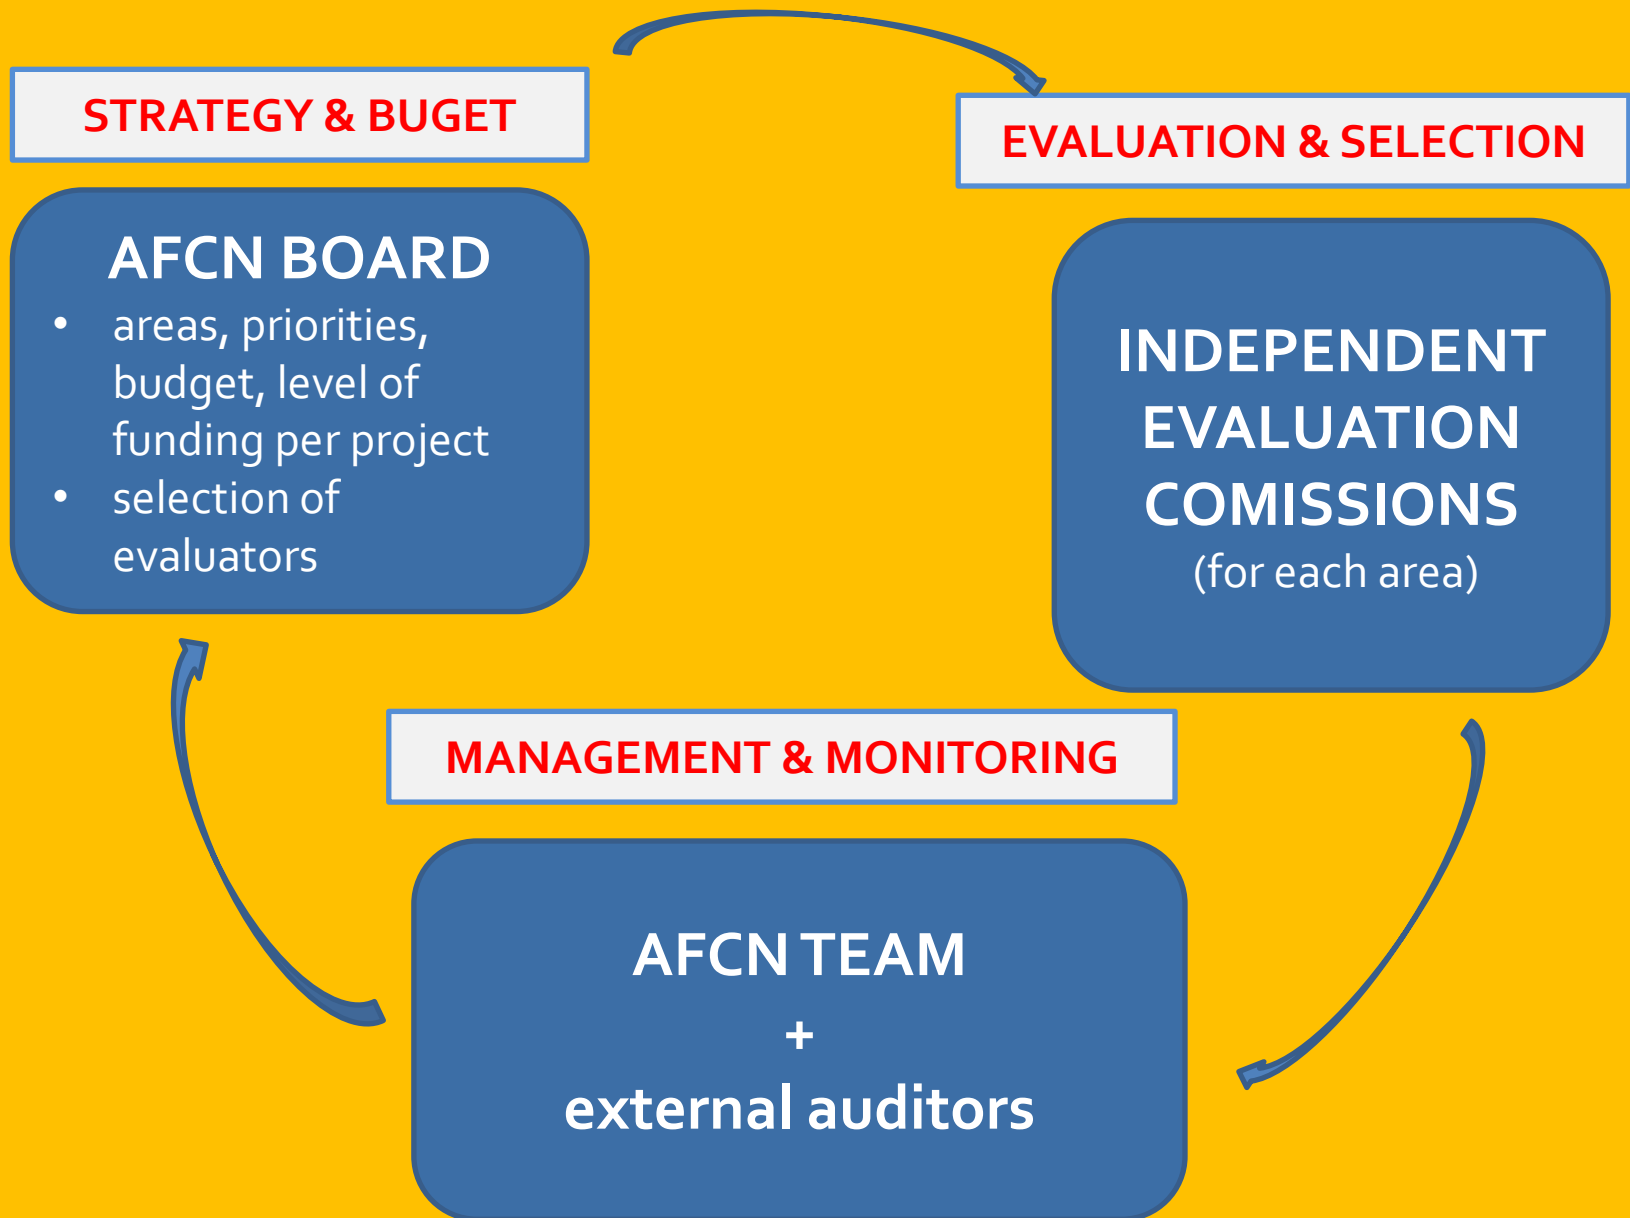 STRATEGY & BUGET
AFCN BOARD
• areas, priorities,
budget, level of
funding per project
• selection of
evaluators
EVALUATION & SELECTION
INDEPENDENT
EVALUATION
COMISSIONS
(for each area)
MANAGEMENT & MONITORING
AFCN TEAM
+
external auditors